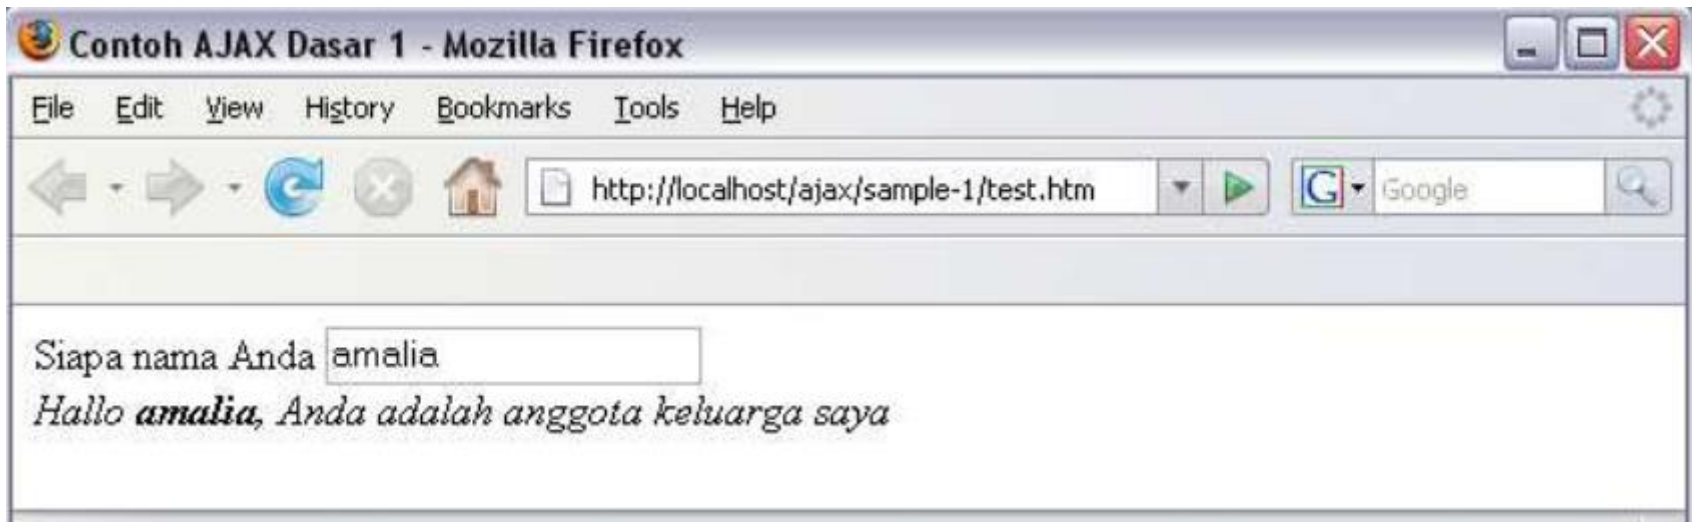 Contoh AJAX Dasar 1 - Mozilla Firefox
File Edit View History Bookmarks Tools Help
http://localhost/ajax/sample-1/test.htm G Google
Siapa nama Anda amalia
Hallo amalia, Anda adalah anggota keluarga saya